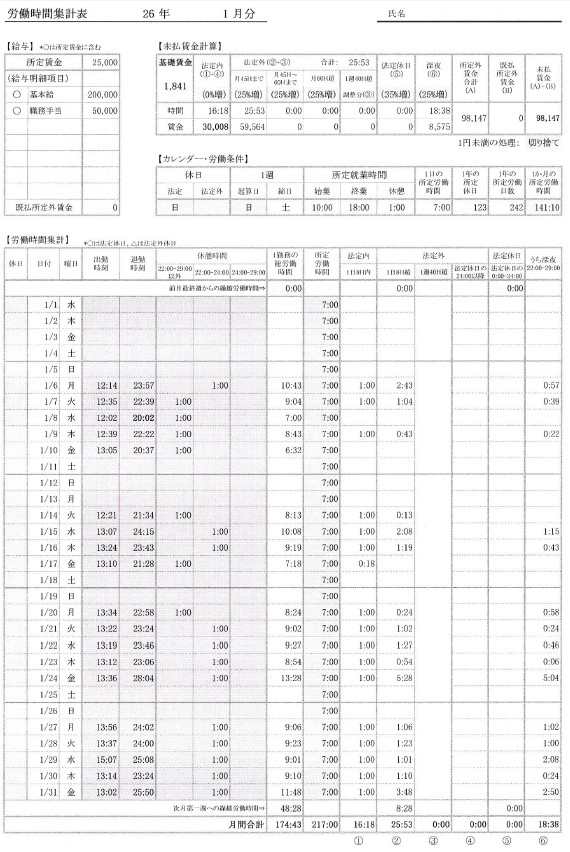 労働時間集計表 26 年 1 月分 氏名
【給与】 *○は所定賃金に含む
所定賃金 25,000
(給与明細項目)
○ 基本給 200,000
○ 職務手当 50,000
既払所定外賃金 0
【未払賃金計算】
基礎賃金 法定内 法定外(②+③) 合計: 25:53 法定休日 深夜 所定外賃金合計(A) 既払所定外賃金(B) 未払賃金(A)-(B)
1,841 (①+④) 月45Hまで 月45H~60Hまで 月60H超 1週40H超 (⑤) (⑥)
(0%増) (25%増) (25%増) (25%増) 調整分(③) (35%増) (25%増)
時間 16:18 25:53 0:00 0:00 0:00 0:00 18:38 98,147 0 98,147
賃金 30,008 59,564 0 0 0 8,575
1円未満の処理: 切り捨て
【カレンダー・労働条件】
休日 1週 所定就業時間 1日の所定労働時間 1年の所定休日 1年の所定労働日数 1か月の所定労働時間
法定 法定外 起算日 締日 始業 終業 休憩
日 日 土 10:00 18:00 1:00 7:00 123 242 141:10
【労働時間集計】 *○は法定休日、△は法定外休日
休日 日付 曜日 出勤時刻 退勤時刻 休憩時間 1勤務の総労働時間 所定労働時間 法定内 法定外 法定休日 うち深夜
22:00~29:00以外 22:00~24:00 24:00~29:00 1日8H内 1日8H超 1週40H超 法定休日の24:00以降 法定休日の0:00~24:00 22:00~29:00
前月最終週からの繰越労働時間⇒ 0:00 0:00 0:00
1/1 水 7:00
1/2 木 7:00
1/3 金 7:00
1/4 土 7:00
1/5 日 7:00
1/6 月 12:14 23:57 1:00 10:43 7:00 1:00 2:43 0:57
1/7 火 12:35 22:39 1:00 9:04 7:00 1:00 1:04 0:39
1/8 水 12:02 20:02 1:00 7:00 7:00
1/9 木 12:39 22:22 1:00 8:43 7:00 1:00 0:43 0:22
1/10 金 13:05 20:37 1:00 6:32 7:00
1/11 土 7:00
1/12 日 7:00
1/13 月 7:00
1/14 火 12:21 21:34 1:00 8:13 7:00 1:00 0:13
1/15 水 13:07 24:15 1:00 10:08 7:00 1:00 2:08 1:15
1/16 木 13:24 23:43 1:00 9:19 7:00 1:00 1:19 0:43
1/17 金 13:10 21:28 1:00 7:18 7:00 0:18
1/18 土 7:00
1/19 日 7:00
1/20 月 13:34 22:58 1:00 8:24 7:00 1:00 0:24 0:58
1/21 火 13:22 23:24 1:00 9:02 7:00 1:00 1:02 0:24
1/22 水 13:19 23:46 1:00 9:27 7:00 1:00 1:27 0:46
1/23 木 13:12 23:06 1:00 8:54 7:00 1:00 0:54 0:06
1/24 金 13:36 28:04 1:00 13:28 7:00 1:00 5:28 5:04
1/25 土 7:00
1/26 日 7:00
1/27 月 13:56 24:02 1:00 9:06 7:00 1:00 1:06 1:02
1/28 火 13:37 24:00 1:00 9:23 7:00 1:00 1:23 1:00
1/29 水 15:07 25:08 1:00 9:01 7:00 1:00 1:01 2:08
1/30 木 13:14 23:24 1:00 9:10 7:00 1:00 1:10 0:24
1/31 金 13:02 25:50 1:00 11:48 7:00 1:00 3:48 2:50
次月第一週への繰越労働時間⇒ 48:28 8:28 0:00
月間合計 174:43 217:00 16:18 25:53 0:00 0:00 0:00 18:38
① ② ③ ④ ⑤ ⑥